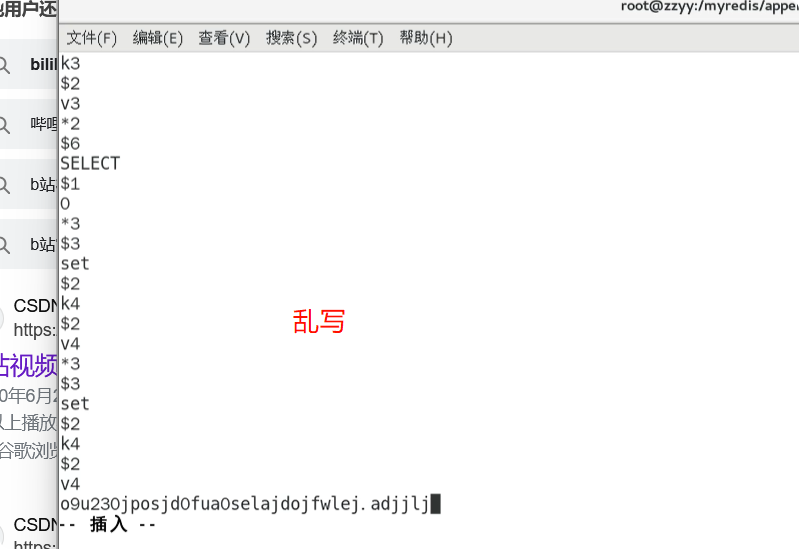 root@zzyy:/myredis/appe
文件(F) 编辑(E) 查看(V) 搜索(S) 终端(T) 帮助(H)
k3
$2
v3
*2
$6
SELECT
$1
0
*3
$3
set
$2
k4
$2
v4
*3
$3
set
$2
k4
$2
v4
o9u230jposjd0fua0selajdojfwlej.adjjlj
-- 插入 --
乱写
用户还
bilil
哔哩
b站
b站
CSDN
https:
站视频
0年6月2
以上播放
谷歌浏览
CSDN
https: